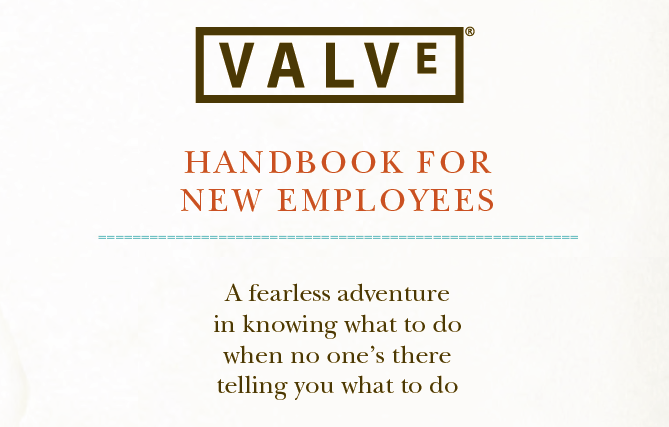 VALVE®
HANDBOOK FOR
NEW EMPLOYEES
A fearless adventure
in knowing what to do
when no one’s there
telling you what to do